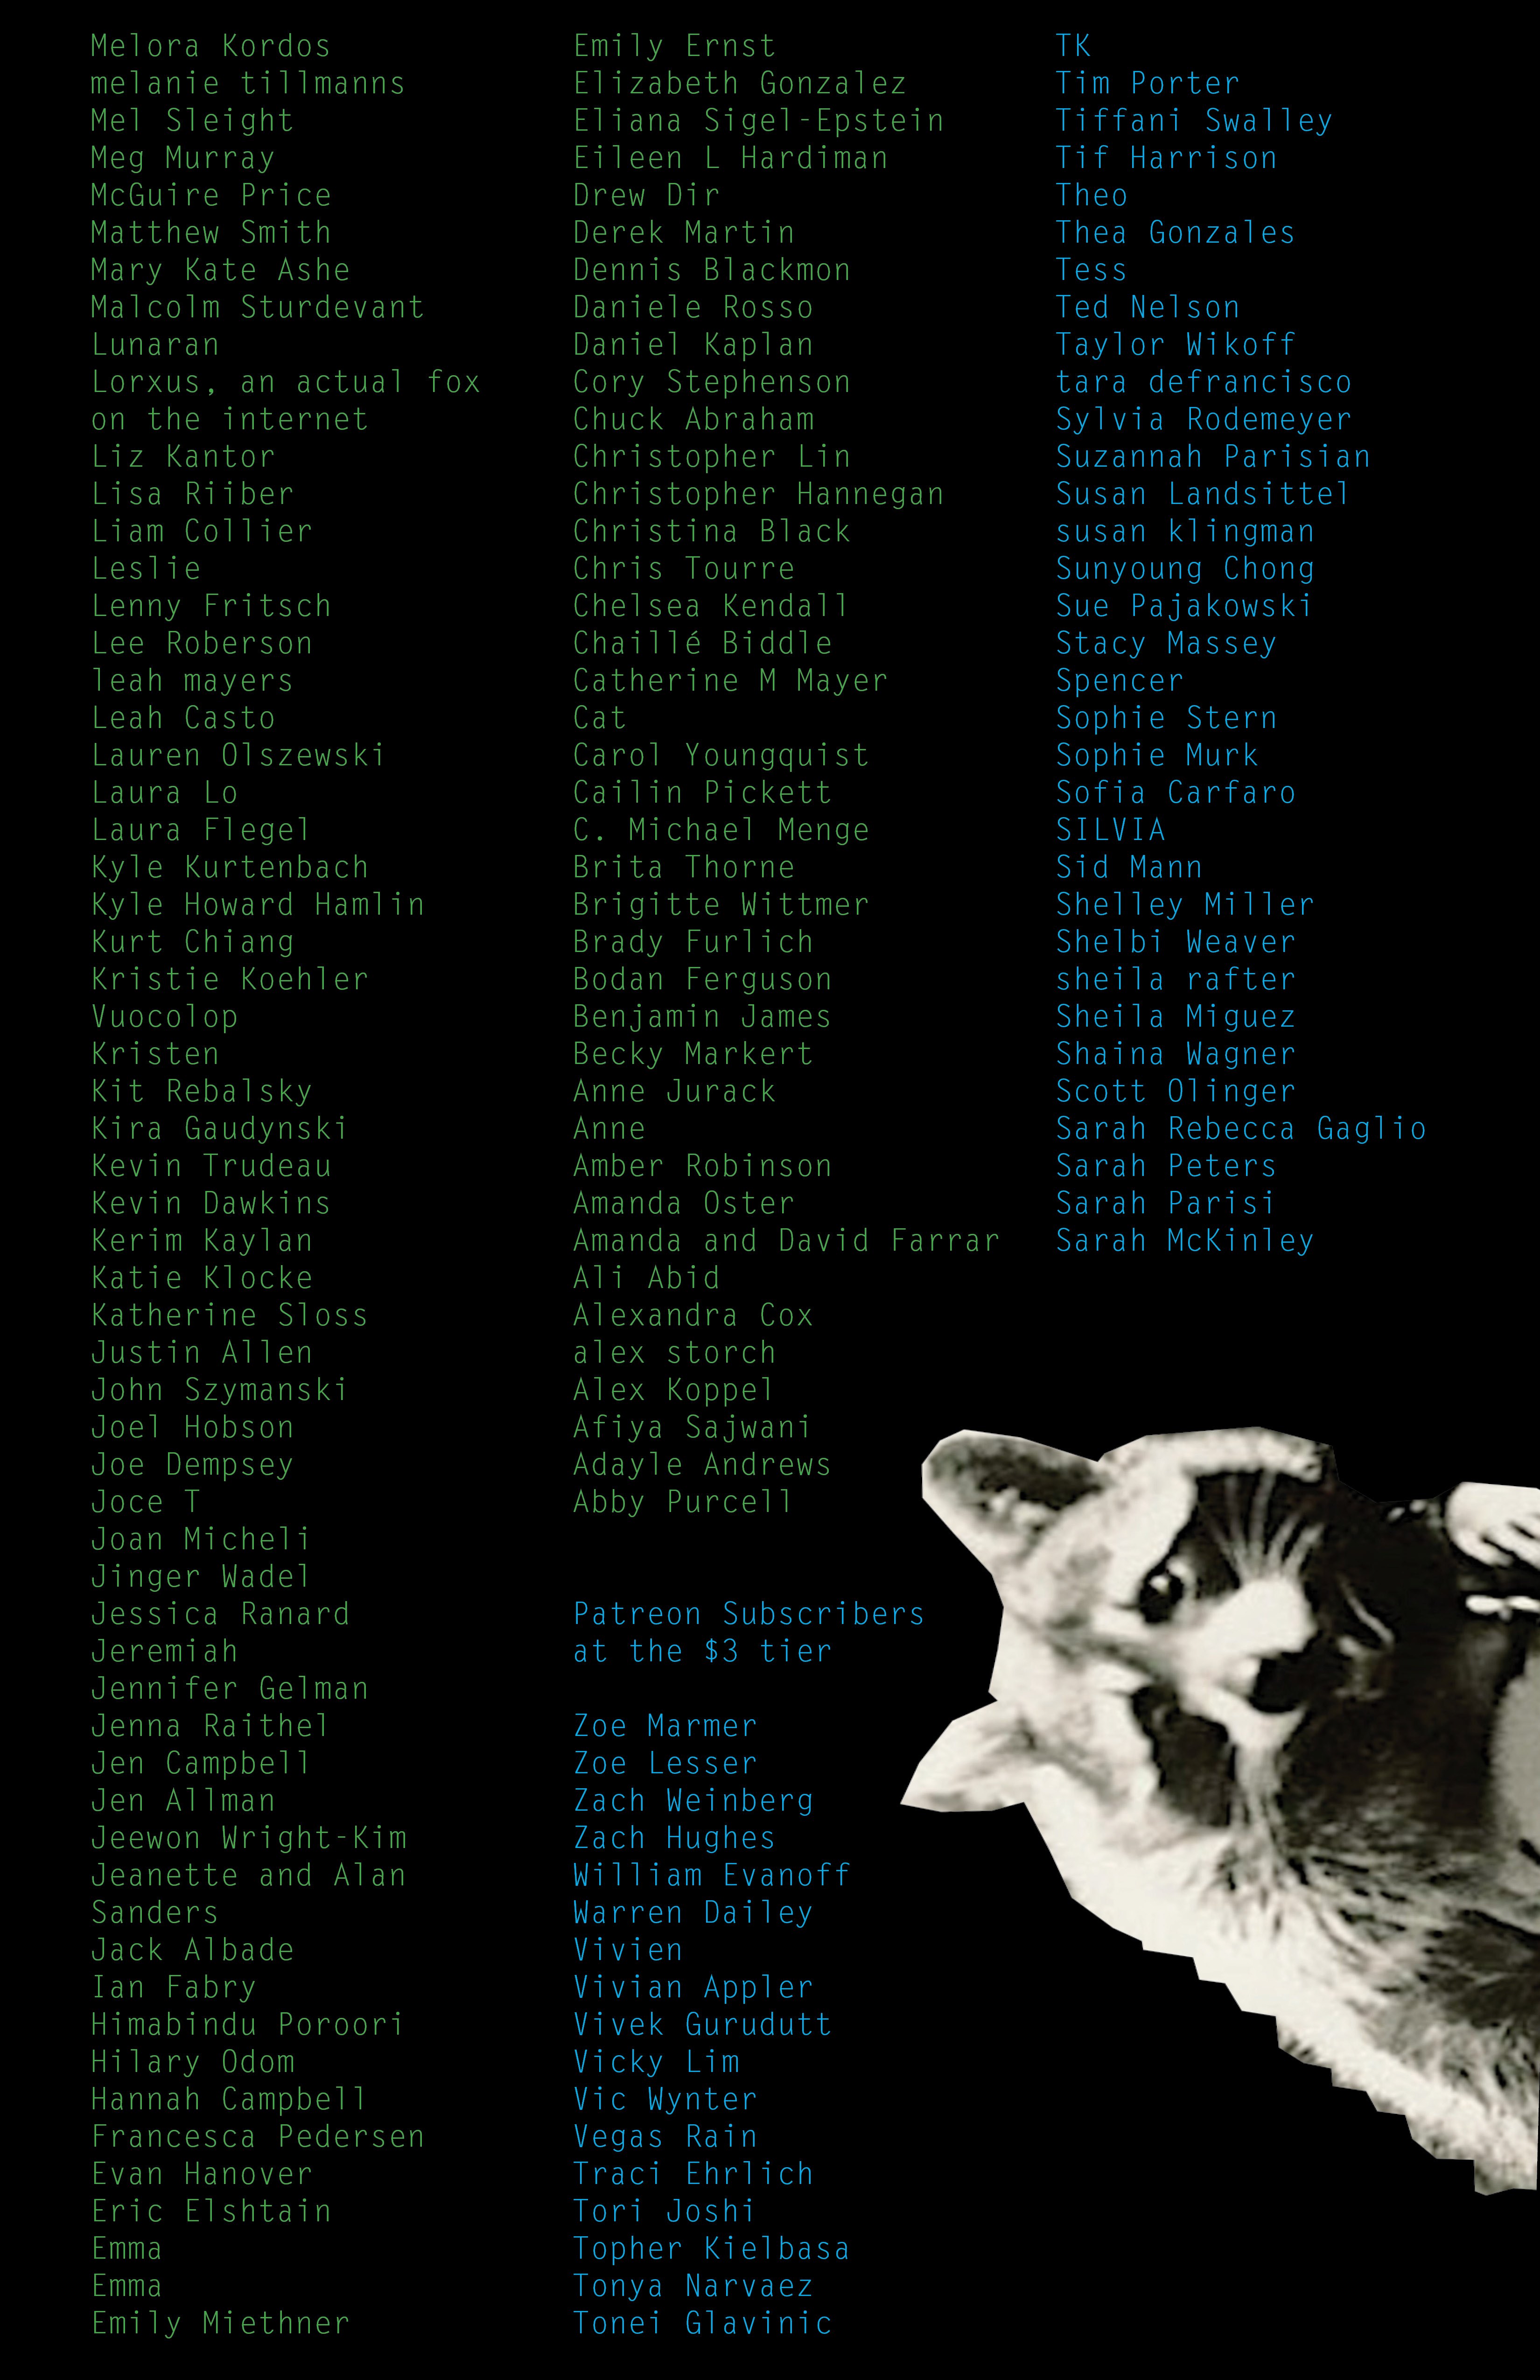 Melora Kordos
melanie tillmanns
Mel Sleight
Meg Murray
McGuire Price
Matthew Smith
Mary Kate Ashe
Malcolm Sturdevant
Lunaran
Lorxus, an actual fox
on the internet
Liz Kantor
Lisa Riiber
Liam Collier
Leslie
Lenny Fritsch
Lee Roberson
leah mayers
Leah Casto
Lauren Olszewski
Laura Lo
Laura Flegel
Kyle Kurtenbach
Kyle Howard Hamlin
Kurt Chiang
Kristie Koehler
Vuocolop
Kristen
Kit Rebalsky
Kira Gaudynski
Kevin Trudeau
Kevin Dawkins
Kerim Kaylan
Katie Klocke
Katherine Sloss
Justin Allen
John Szymanski
Joel Hobson
Joe Dempsey
Joce T
Joan Micheli
Jinger Wadel
Jessica Ranard
Jeremiah
Jennifer Gelman
Jenna Raithel
Jen Campbell
Jen Allman
Jeewon Wright-Kim
Jeanette and Alan
Sanders
Jack Albade
Ian Fabry
Himabindu Poroori
Hilary Odom
Hannah Campbell
Francesca Pedersen
Evan Hanover
Eric Elshtain
Emma
Emma
Emily Miethner
Emily Ernst
Elizabeth Gonzalez
Eliana Sigel-Epstein
Eileen L Hardiman
Drew Dir
Derek Martin
Dennis Blackmon
Daniele Rosso
Daniel Kaplan
Cory Stephenson
Chuck Abraham
Christopher Lin
Christopher Hannegan
Christina Black
Chris Tourre
Chelsea Kendall
Chaillé Biddle
Catherine M Mayer
Cat
Carol Youngquist
Cailin Pickett
C. Michael Menge
Brita Thorne
Brigitte Wittmer
Brady Furlich
Bodan Ferguson
Benjamin James
Becky Markert
Anne Jurack
Anne
Amber Robinson
Amanda Oster
Amanda and David Farrar
Ali Abid
Alexandra Cox
alex storch
Alex Koppel
Afiya Sajwani
Adayle Andrews
Abby Purcell
Patreon Subscribers
at the $3 tier
Zoe Marmer
Zoe Lesser
Zach Weinberg
Zach Hughes
William Evanoff
Warren Dailey
Vivien
Vivian Appler
Vivek Gurudutt
Vicky Lim
Vic Wynter
Vegas Rain
Traci Ehrlich
Tori Joshi
Topher Kielbasa
Tonya Narvaez
Tonei Glavinic
TK
Tim Porter
Tiffani Swalley
Tif Harrison
Theo
Thea Gonzales
Tess
Ted Nelson
Taylor Wikoff
tara defrancisco
Sylvia Rodemeyer
Suzannah Parisian
Susan Landsittel
susan klingman
Sunyoung Chong
Sue Pajakowski
Stacy Massey
Spencer
Sophie Stern
Sophie Murk
Sofia Carfaro
SILVIA
Sid Mann
Shelley Miller
Shelbi Weaver
sheila rafter
Sheila Miguez
Shaina Wagner
Scott Olinger
Sarah Rebecca Gaglio
Sarah Peters
Sarah Parisi
Sarah McKinley